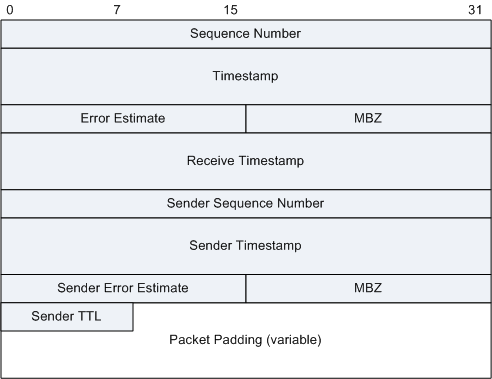 0 7 15 31
Sequence Number
Timestamp
Error Estimate MBZ
Receive Timestamp
Sender Sequence Number
Sender Timestamp
Sender Error Estimate MBZ
Sender TTL
Packet Padding (variable)